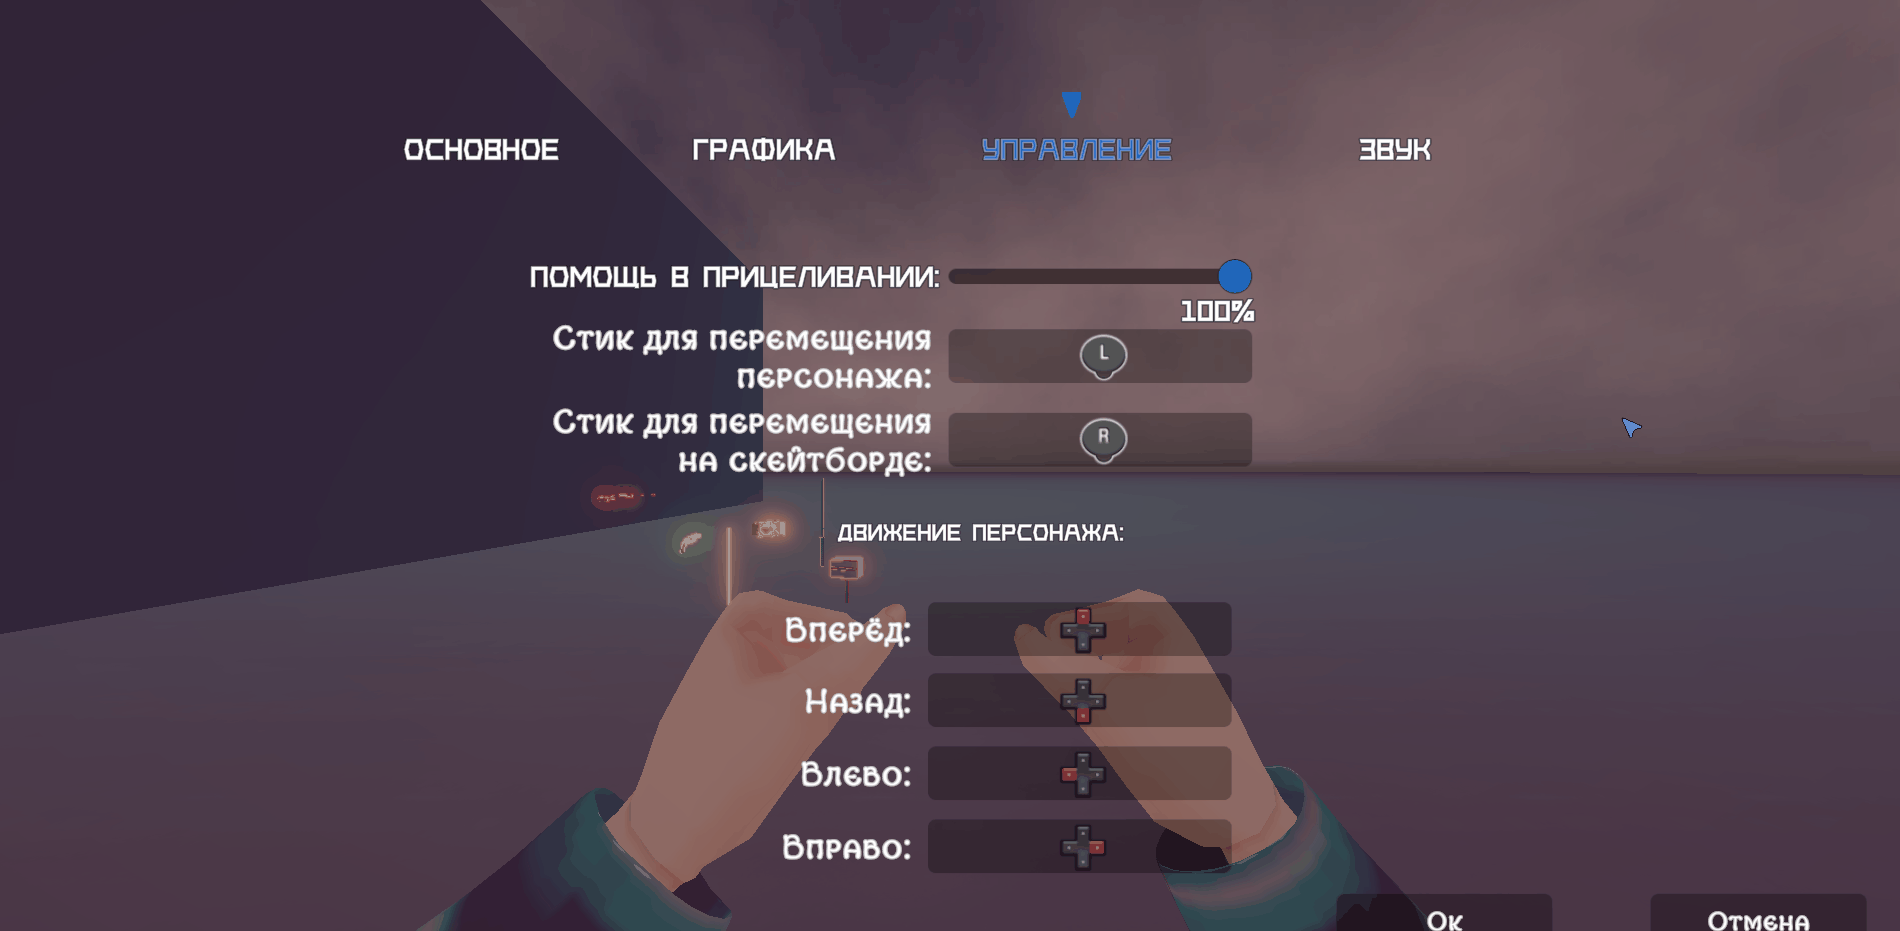 ОСНОВНОЕ ГРАФИКА УПРАВЛЕНИЕ ЗВУК
ПОМОЩЬ В ПРИЦЕЛИВАНИИ:
100%
Стик для перемещения
персонажа:
L
Стик для перемещения
на скейтборде:
R
ДВИЖЕНИЕ ПЕРСОНАЖА:
Вперёд:
Назад:
Влево:
Вправо:
Ок Отмена